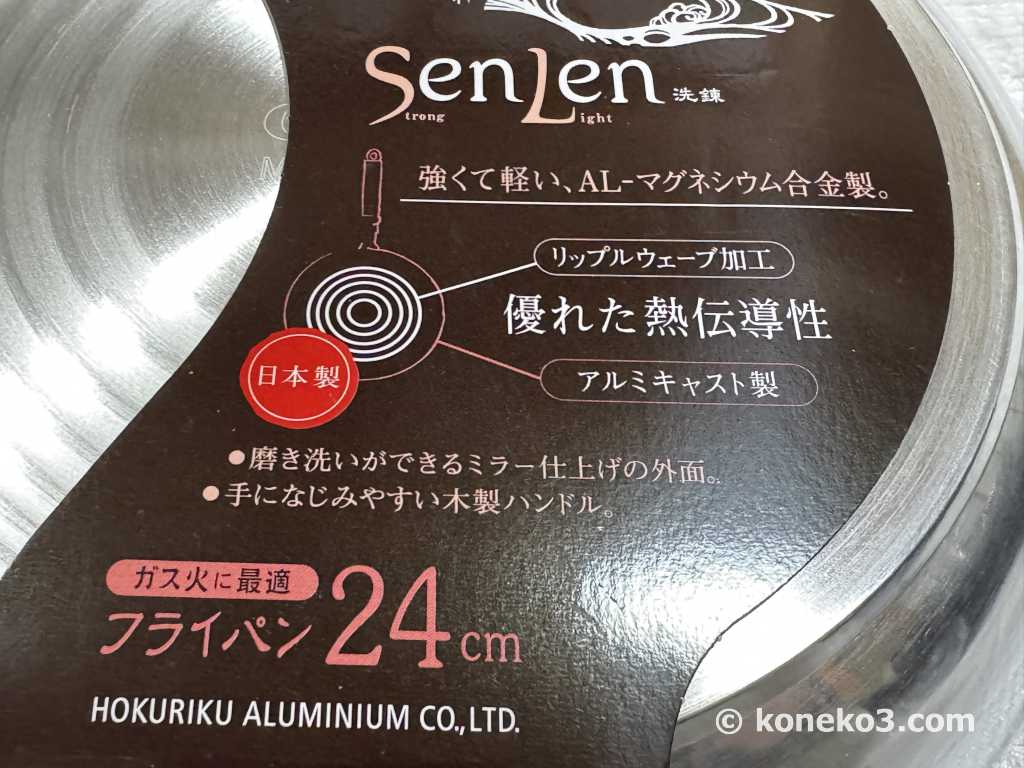 SenLen 洗錬
Strong Light
強くて軽い、AL-マグネシウム合金製。
リップルウェーブ加工
優れた熱伝導性
日本製
アルミキャスト製
●磨き洗いができるミラー仕上げの外面。
●手になじみやすい木製ハンドル。
ガス火に最適
フライパン 24cm
HOKURIKU ALUMINIUM CO.,LTD.
© koneko3.com